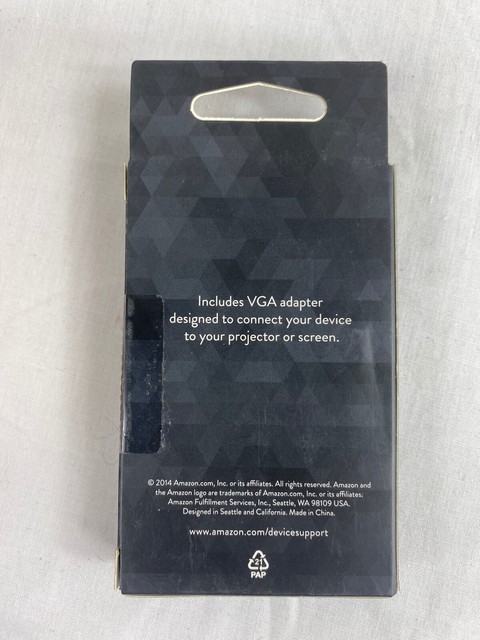 Includes VGA adapter
designed to connect your device
to your projector or screen.
© 2014 Amazon.com, Inc. or its affiliates. All rights reserved. Amazon and
the Amazon logo are trademarks of Amazon.com, Inc. or its affiliates.
Amazon Fulfillment Services, Inc., Seattle, WA 98109 USA.
Designed in Seattle and California. Made in China.
www.amazon.com/devicesupport
21
PAP